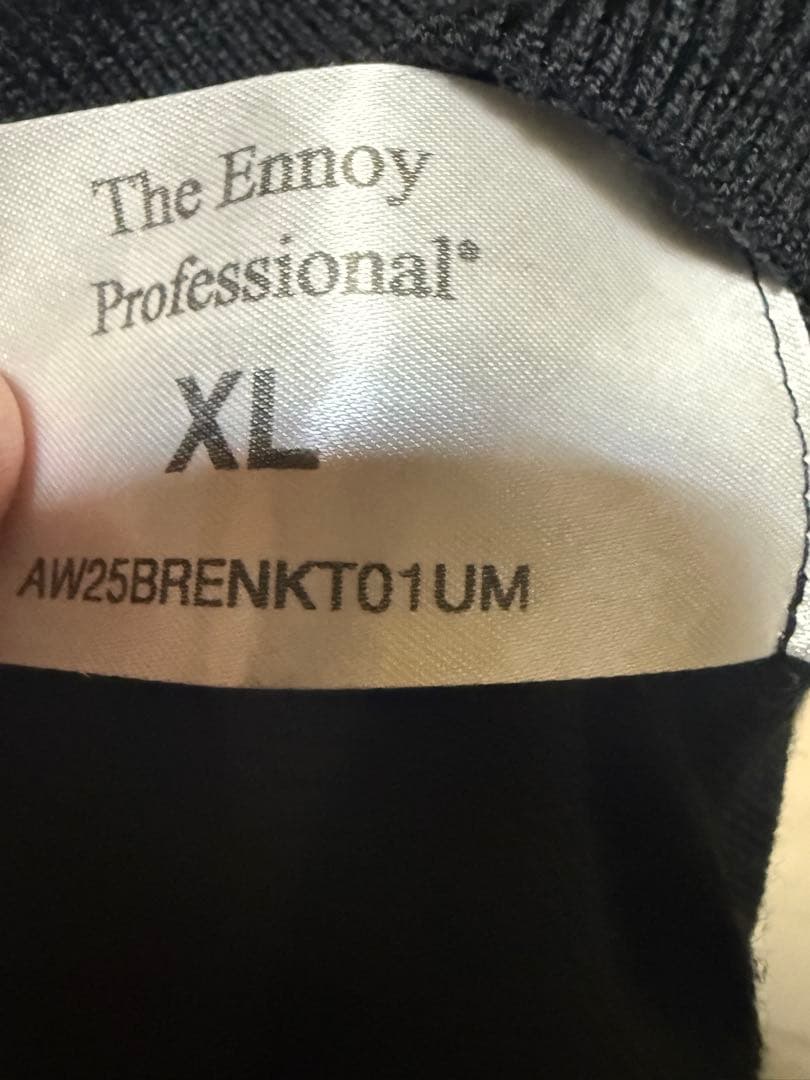 The Ennoy
Professional®
XL
AW25BRENKT01UM